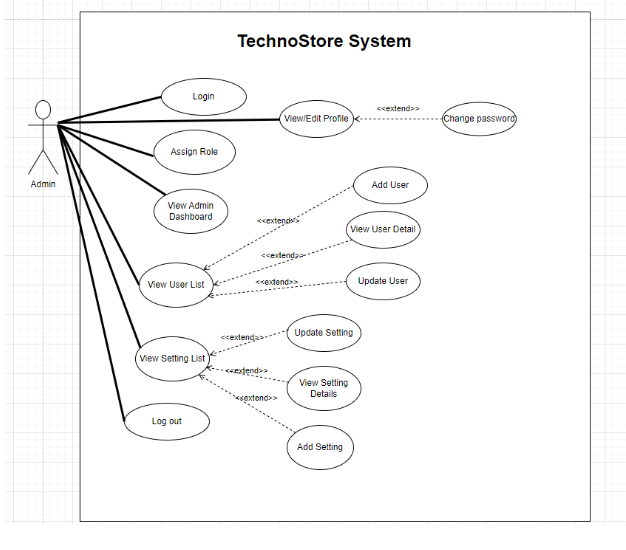 TechnoStore System
Login
<<extend>>
View/Edit Profile
Change password
Assign Role
Admin
Add User
View Admin
Dashboard
<<extend>>
View User Detail
<<extend>>
View User List
<<extend>>
Update User
Update Setting
<<extend>>
View Setting List
<<extend>>
View Setting
Details
<<extend>>
Log out
Add Setting